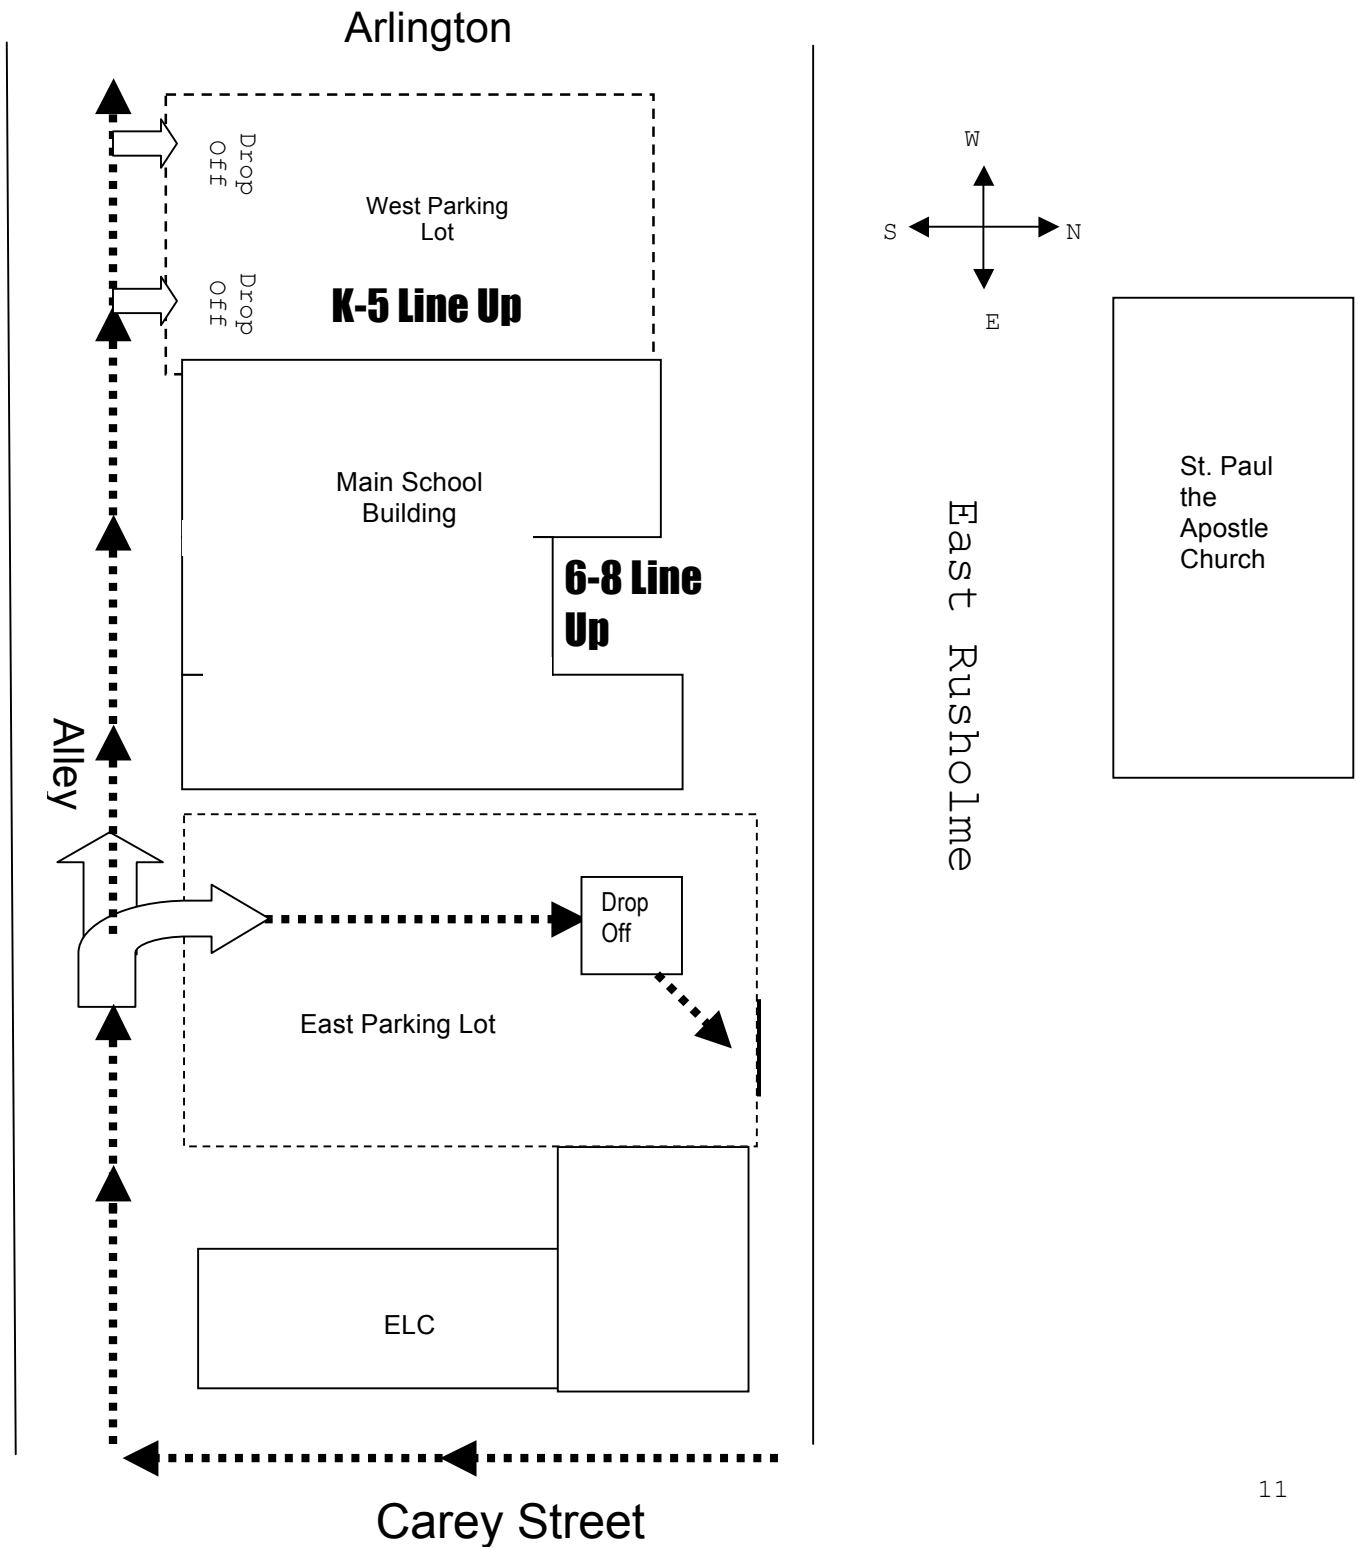 Arlington
Drop
Off
West Parking
Lot
Drop
Off
K-5 Line Up
W
S
N
E
Main School
Building
6-8 Line
Up
St. Paul
the
Apostle
Church
East Rusholme
Alley
Drop
Off
East Parking Lot
ELC
Carey Street
11